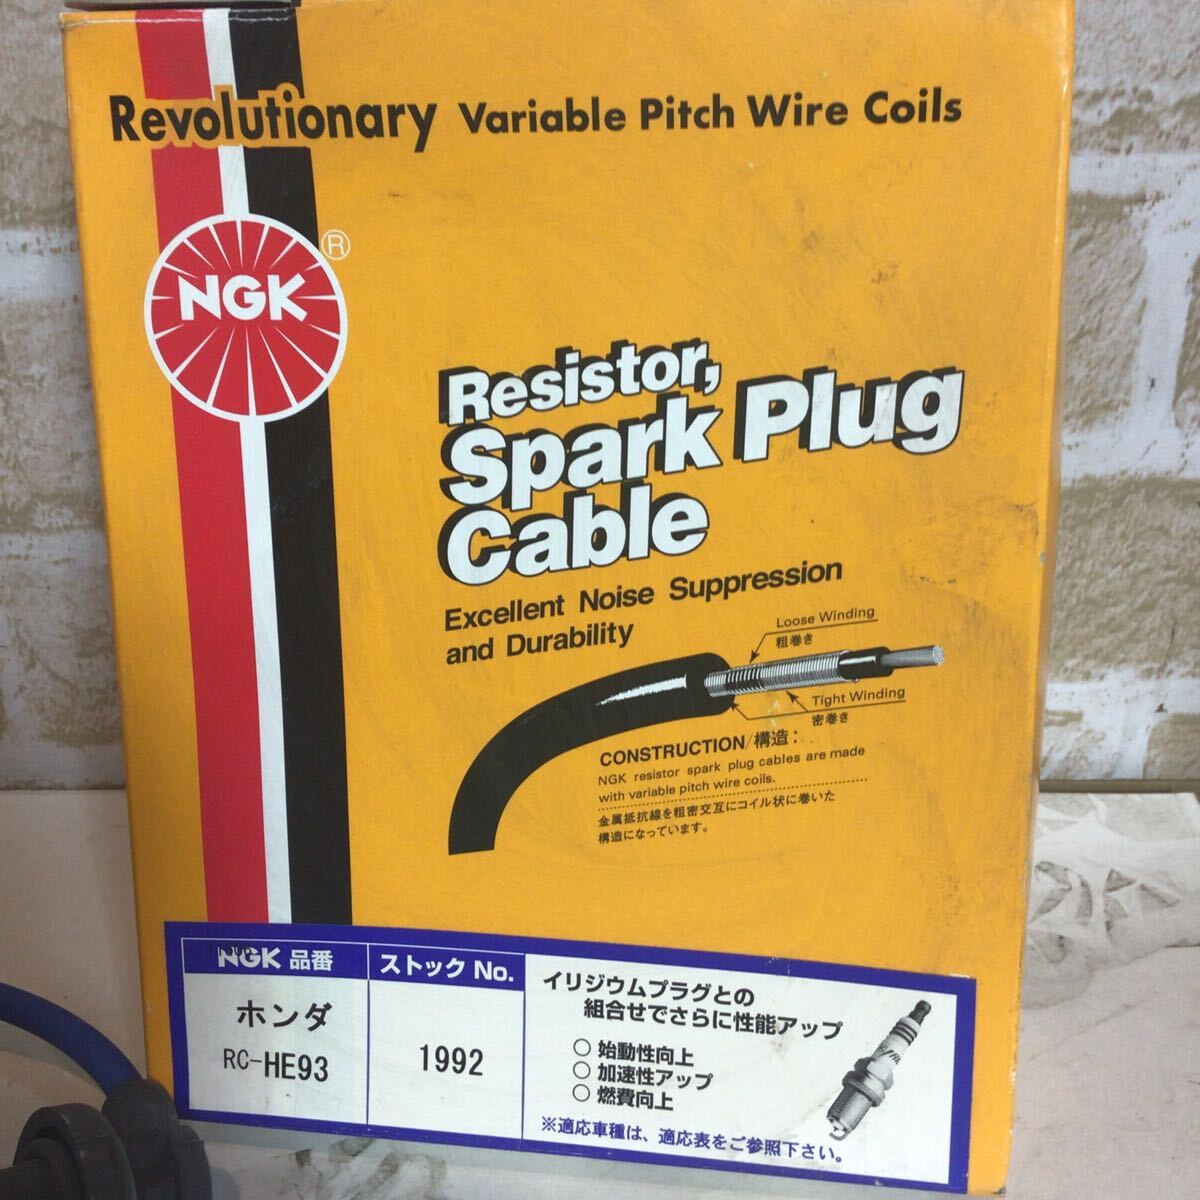 Revolutionary Variable Pitch Wire Coils
NGK
®
Resistor,
Spark Plug
Cable
Excellent Noise Suppression
and Durability
Loose Winding
粗巻き
Tight Winding
密巻き
CONSTRUCTION/構造:
NGK resistor spark plug cables are made
with variable pitch wire coils.
金属抵抗線を粗密交互にコイル状に巻いた
構造になっています。
NGK 品番
ストック No.
ホンダ
RC-HE93
1992
イリジウムプラグとの
組合せでさらに性能アップ
○ 始動性向上
○ 加速性アップ
○ 燃費向上
※適応車種は、適応表をご参照下さい。